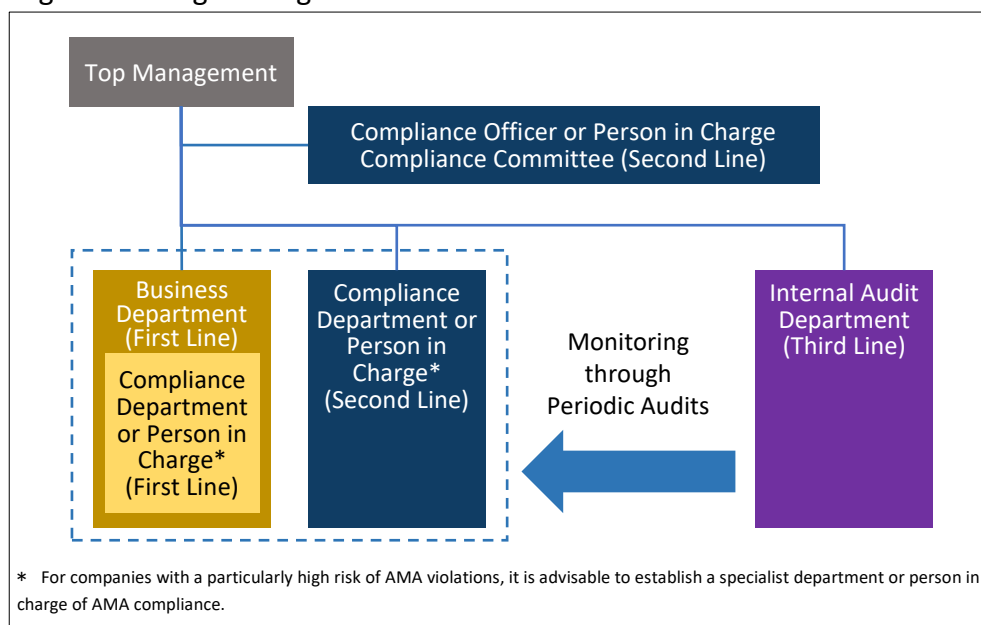 Top Management
Compliance Officer or Person in Charge
Compliance Committee (Second Line)
Business
Department
(First Line)
Compliance
Department
or Person in
Charge*
(First Line)
Compliance
Department or
Person in
Charge*
(Second Line)
Monitoring
through
Periodic Audits
Internal Audit
Department
(Third Line)
* For companies with a particularly high risk of AMA violations, it is advisable to establish a specialist department or person in
charge of AMA compliance.